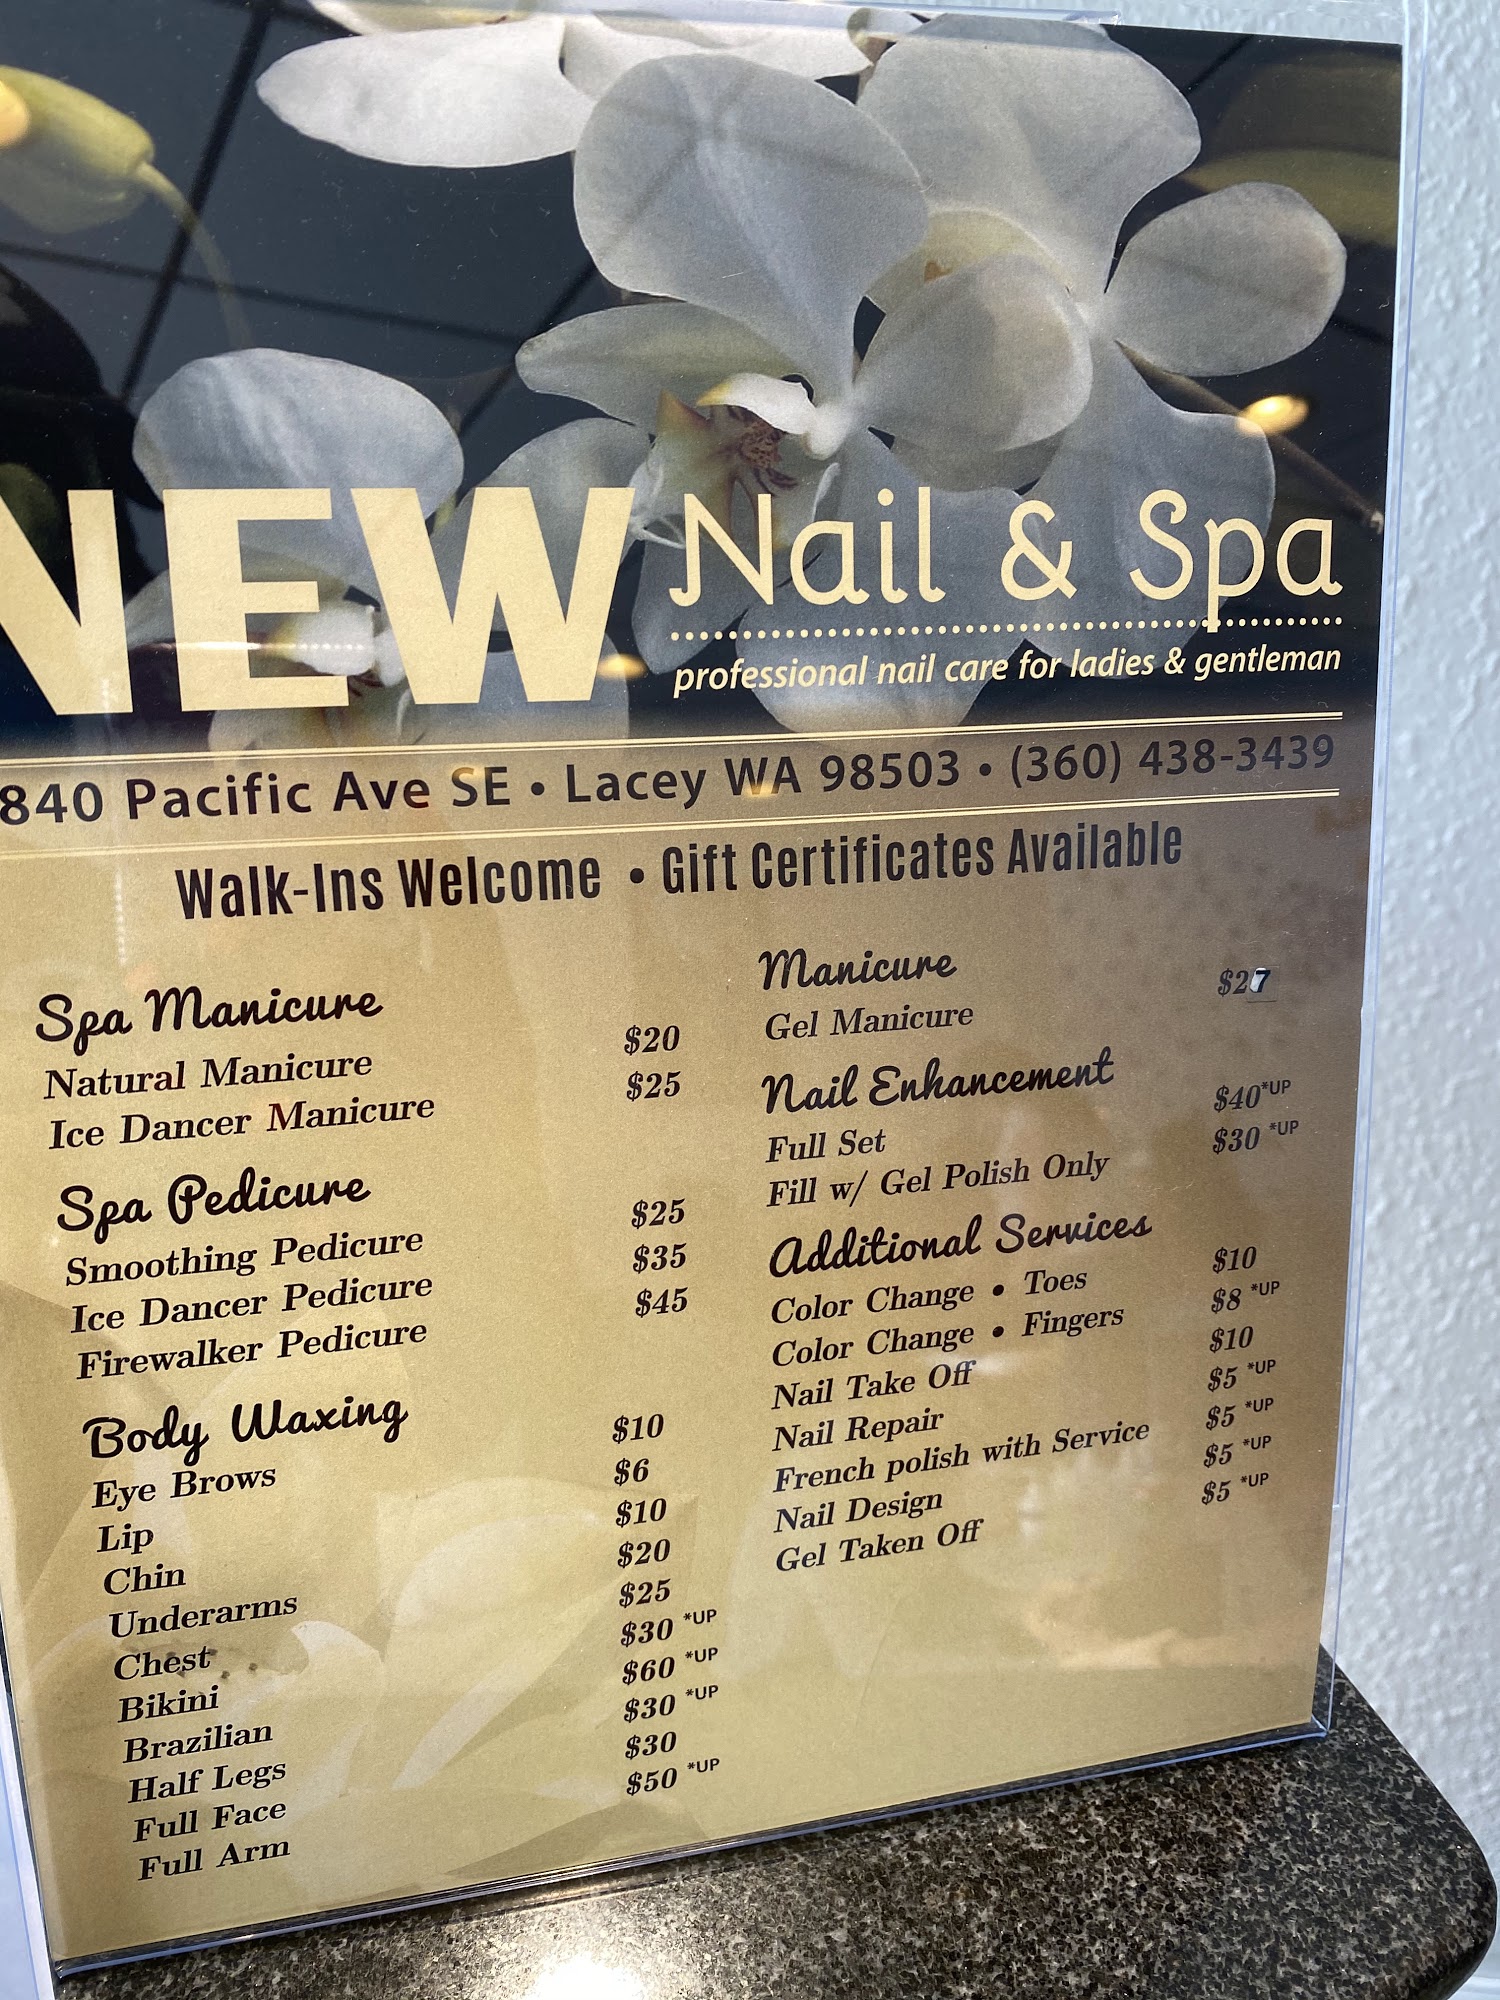 NEW Nail & Spa
professional nail care for ladies & gentleman
840 Pacific Ave SE • Lacey WA 98503 • (360) 438-3439
Walk-Ins Welcome • Gift Certificates Available
Spa Manicure
Natural Manicure $20
Ice Dancer Manicure $25
Spa Pedicure
Smoothing Pedicure $25
Ice Dancer Pedicure $35
Firewalker Pedicure $45
Body Waxing
Eye Brows $10
Lip $6
Chin $10
Underarms $20
Chest $25
Bikini $30 *UP
Brazilian $60 *UP
Half Legs $30 *UP
Full Face $30
Full Arm $50 *UP
Manicure
Gel Manicure $27
Nail Enhancement
Full Set $40 *UP
Fill w/ Gel Polish Only $30 *UP
Additional Services
Color Change • Toes $10
Color Change • Fingers $8 *UP
Nail Take Off $10
Nail Repair $5 *UP
French polish with Service $5 *UP
Nail Design $5 *UP
Gel Taken Off $5 *UP